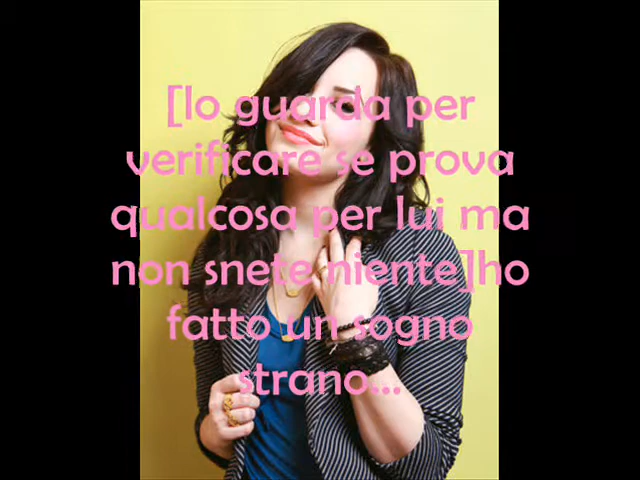 [lo guarda per
verificare se prova
qualcosa per lui ma
non snete niente]ho
fatto un sogno
strano...